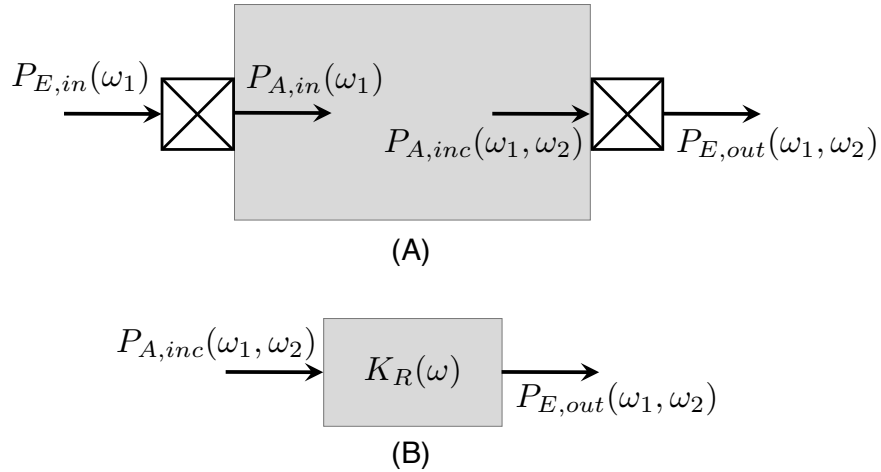 P_{E,in}(ω_1)
P_{A,in}(ω_1)
P_{A,inc}(ω_1, ω_2)
P_{E,out}(ω_1, ω_2)
(A)
P_{A,inc}(ω_1, ω_2)
K_R(ω)
P_{E,out}(ω_1, ω_2)
(B)